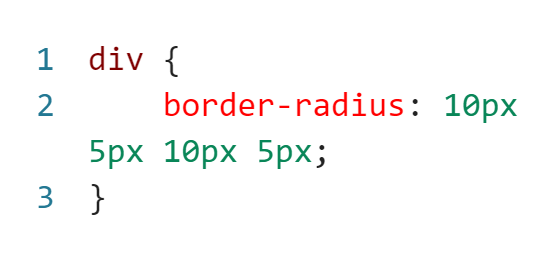 1 div {
2     border-radius: 10px
5px 10px 5px;
3 }